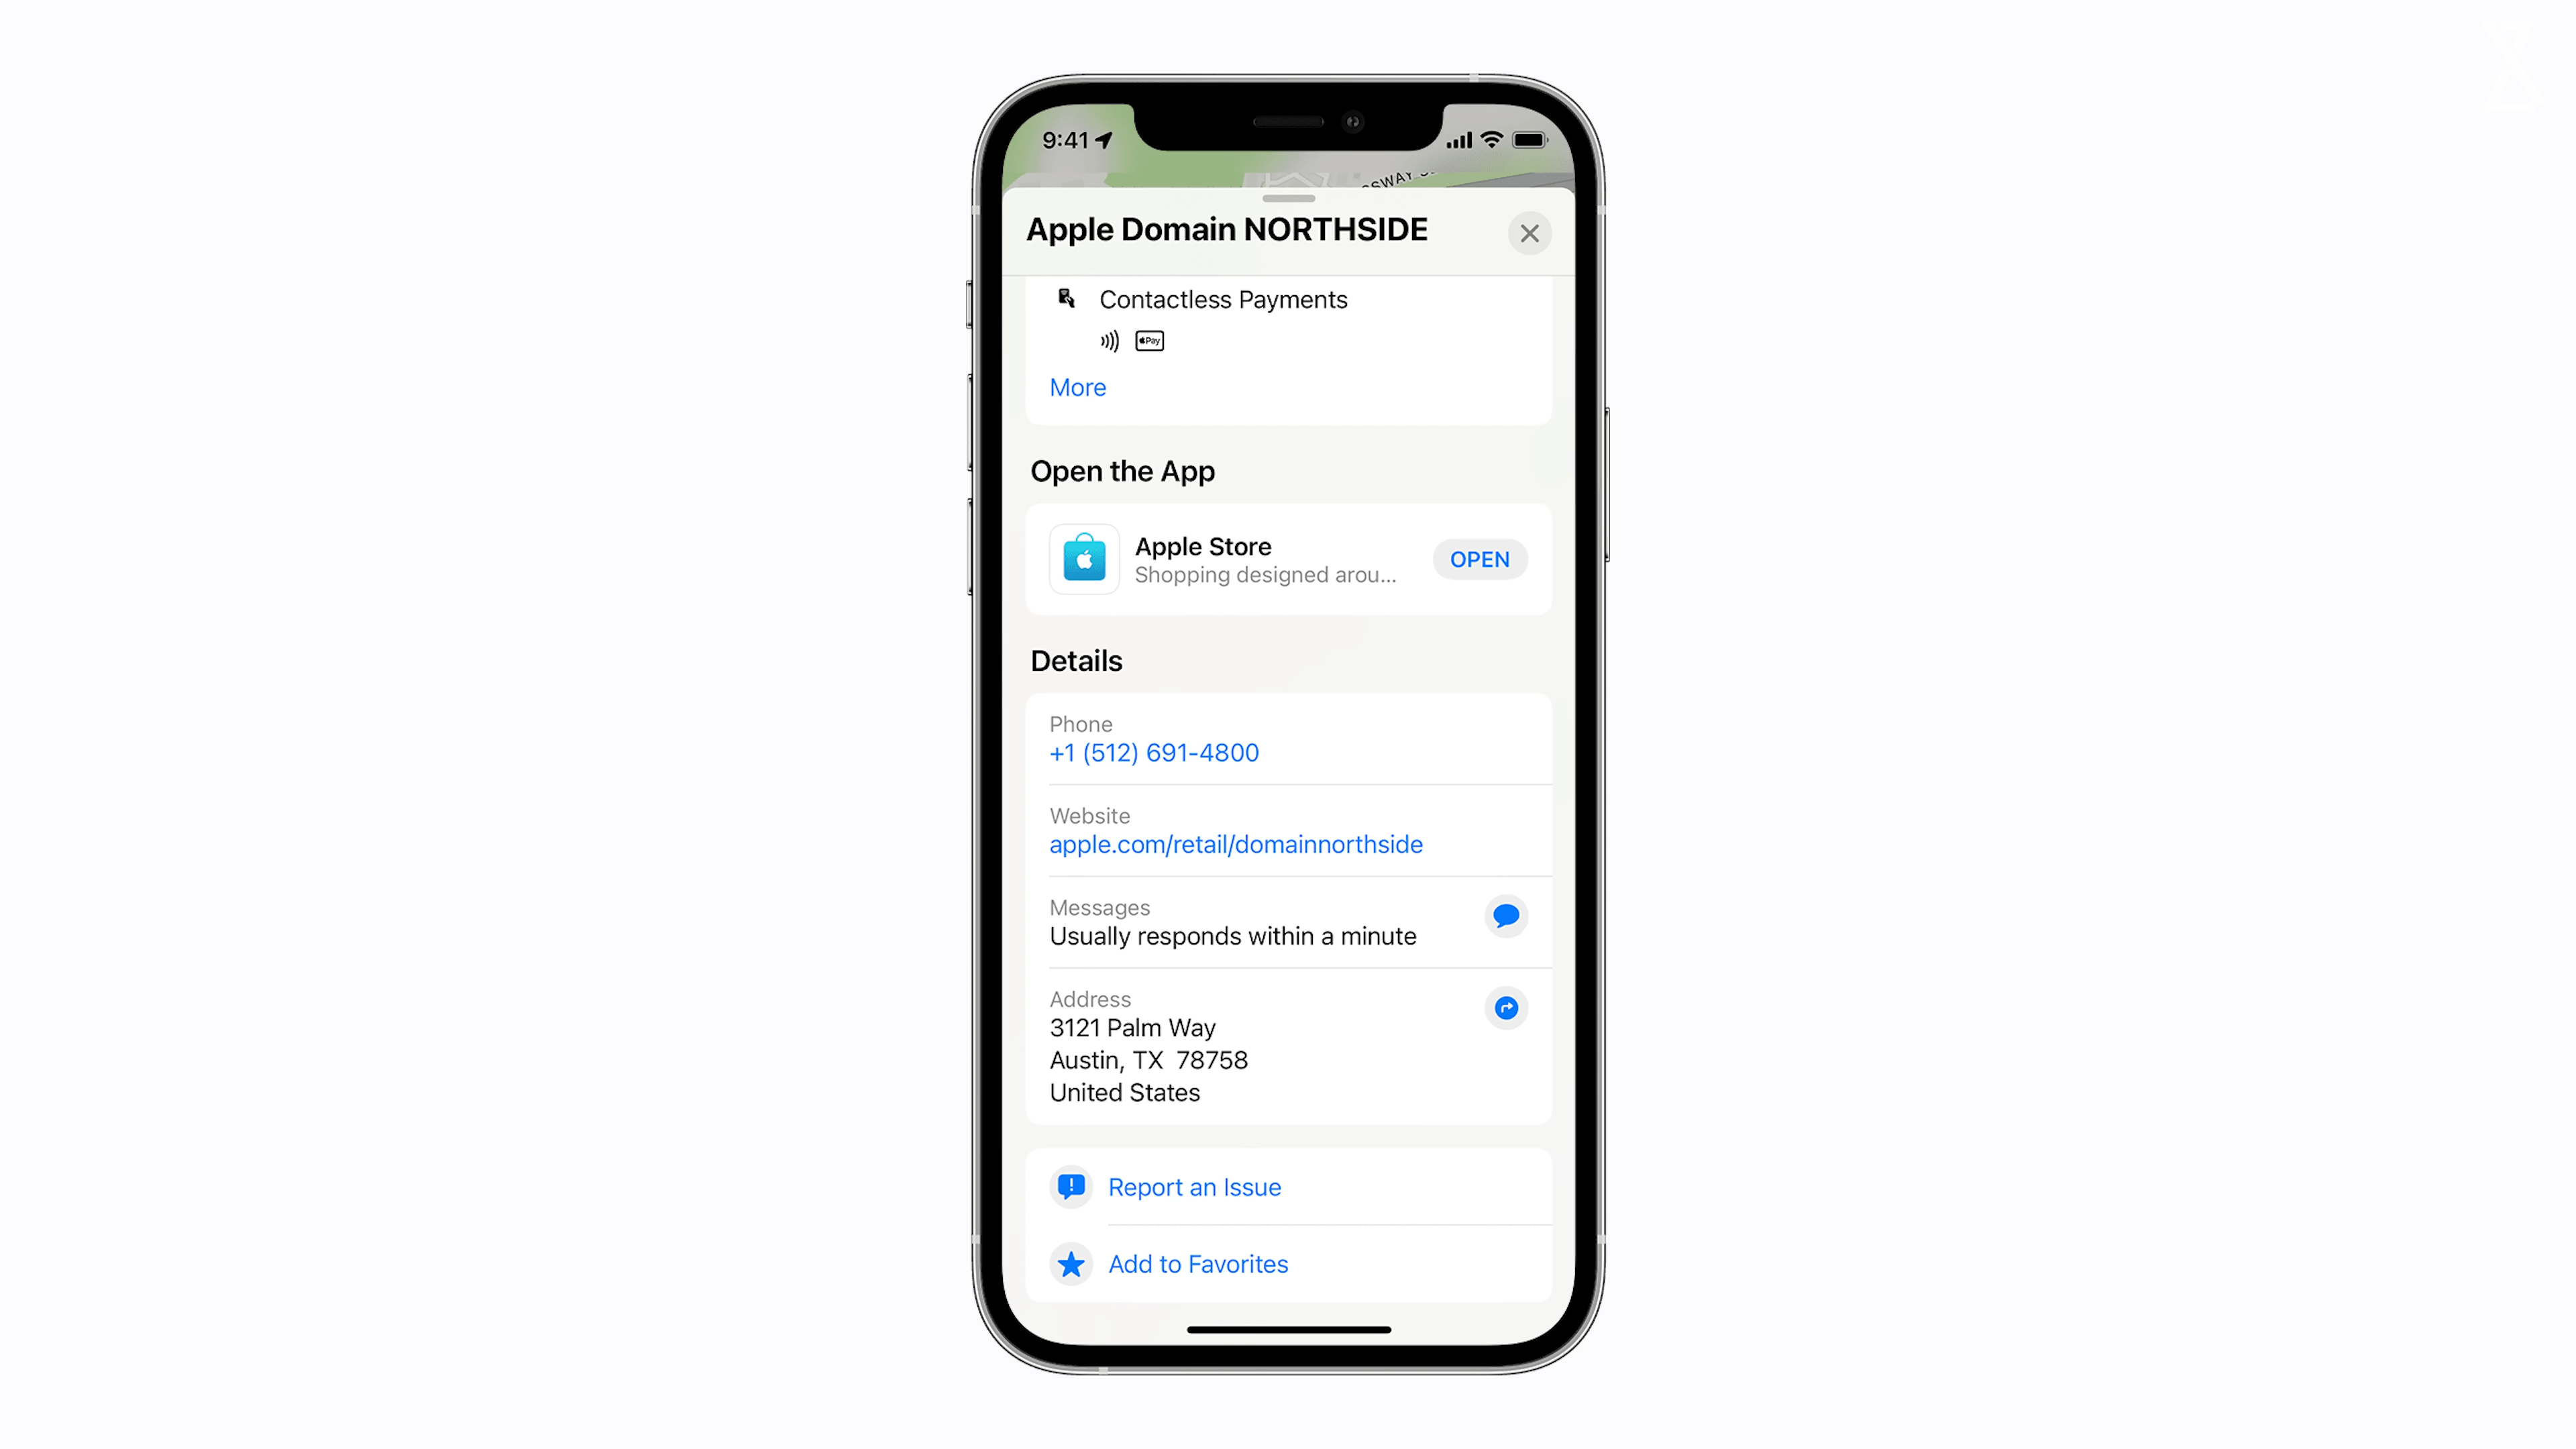 9:41
SWAY S
Apple Domain NORTHSIDE
Contactless Payments
Pay
More
Open the App
Apple Store
Shopping designed arou...
OPEN
Details
Phone
+1 (512) 691-4800
Website
apple.com/retail/domainnorthside
Messages
Usually responds within a minute
Address
3121 Palm Way
Austin, TX 78758
United States
Report an Issue
Add to Favorites